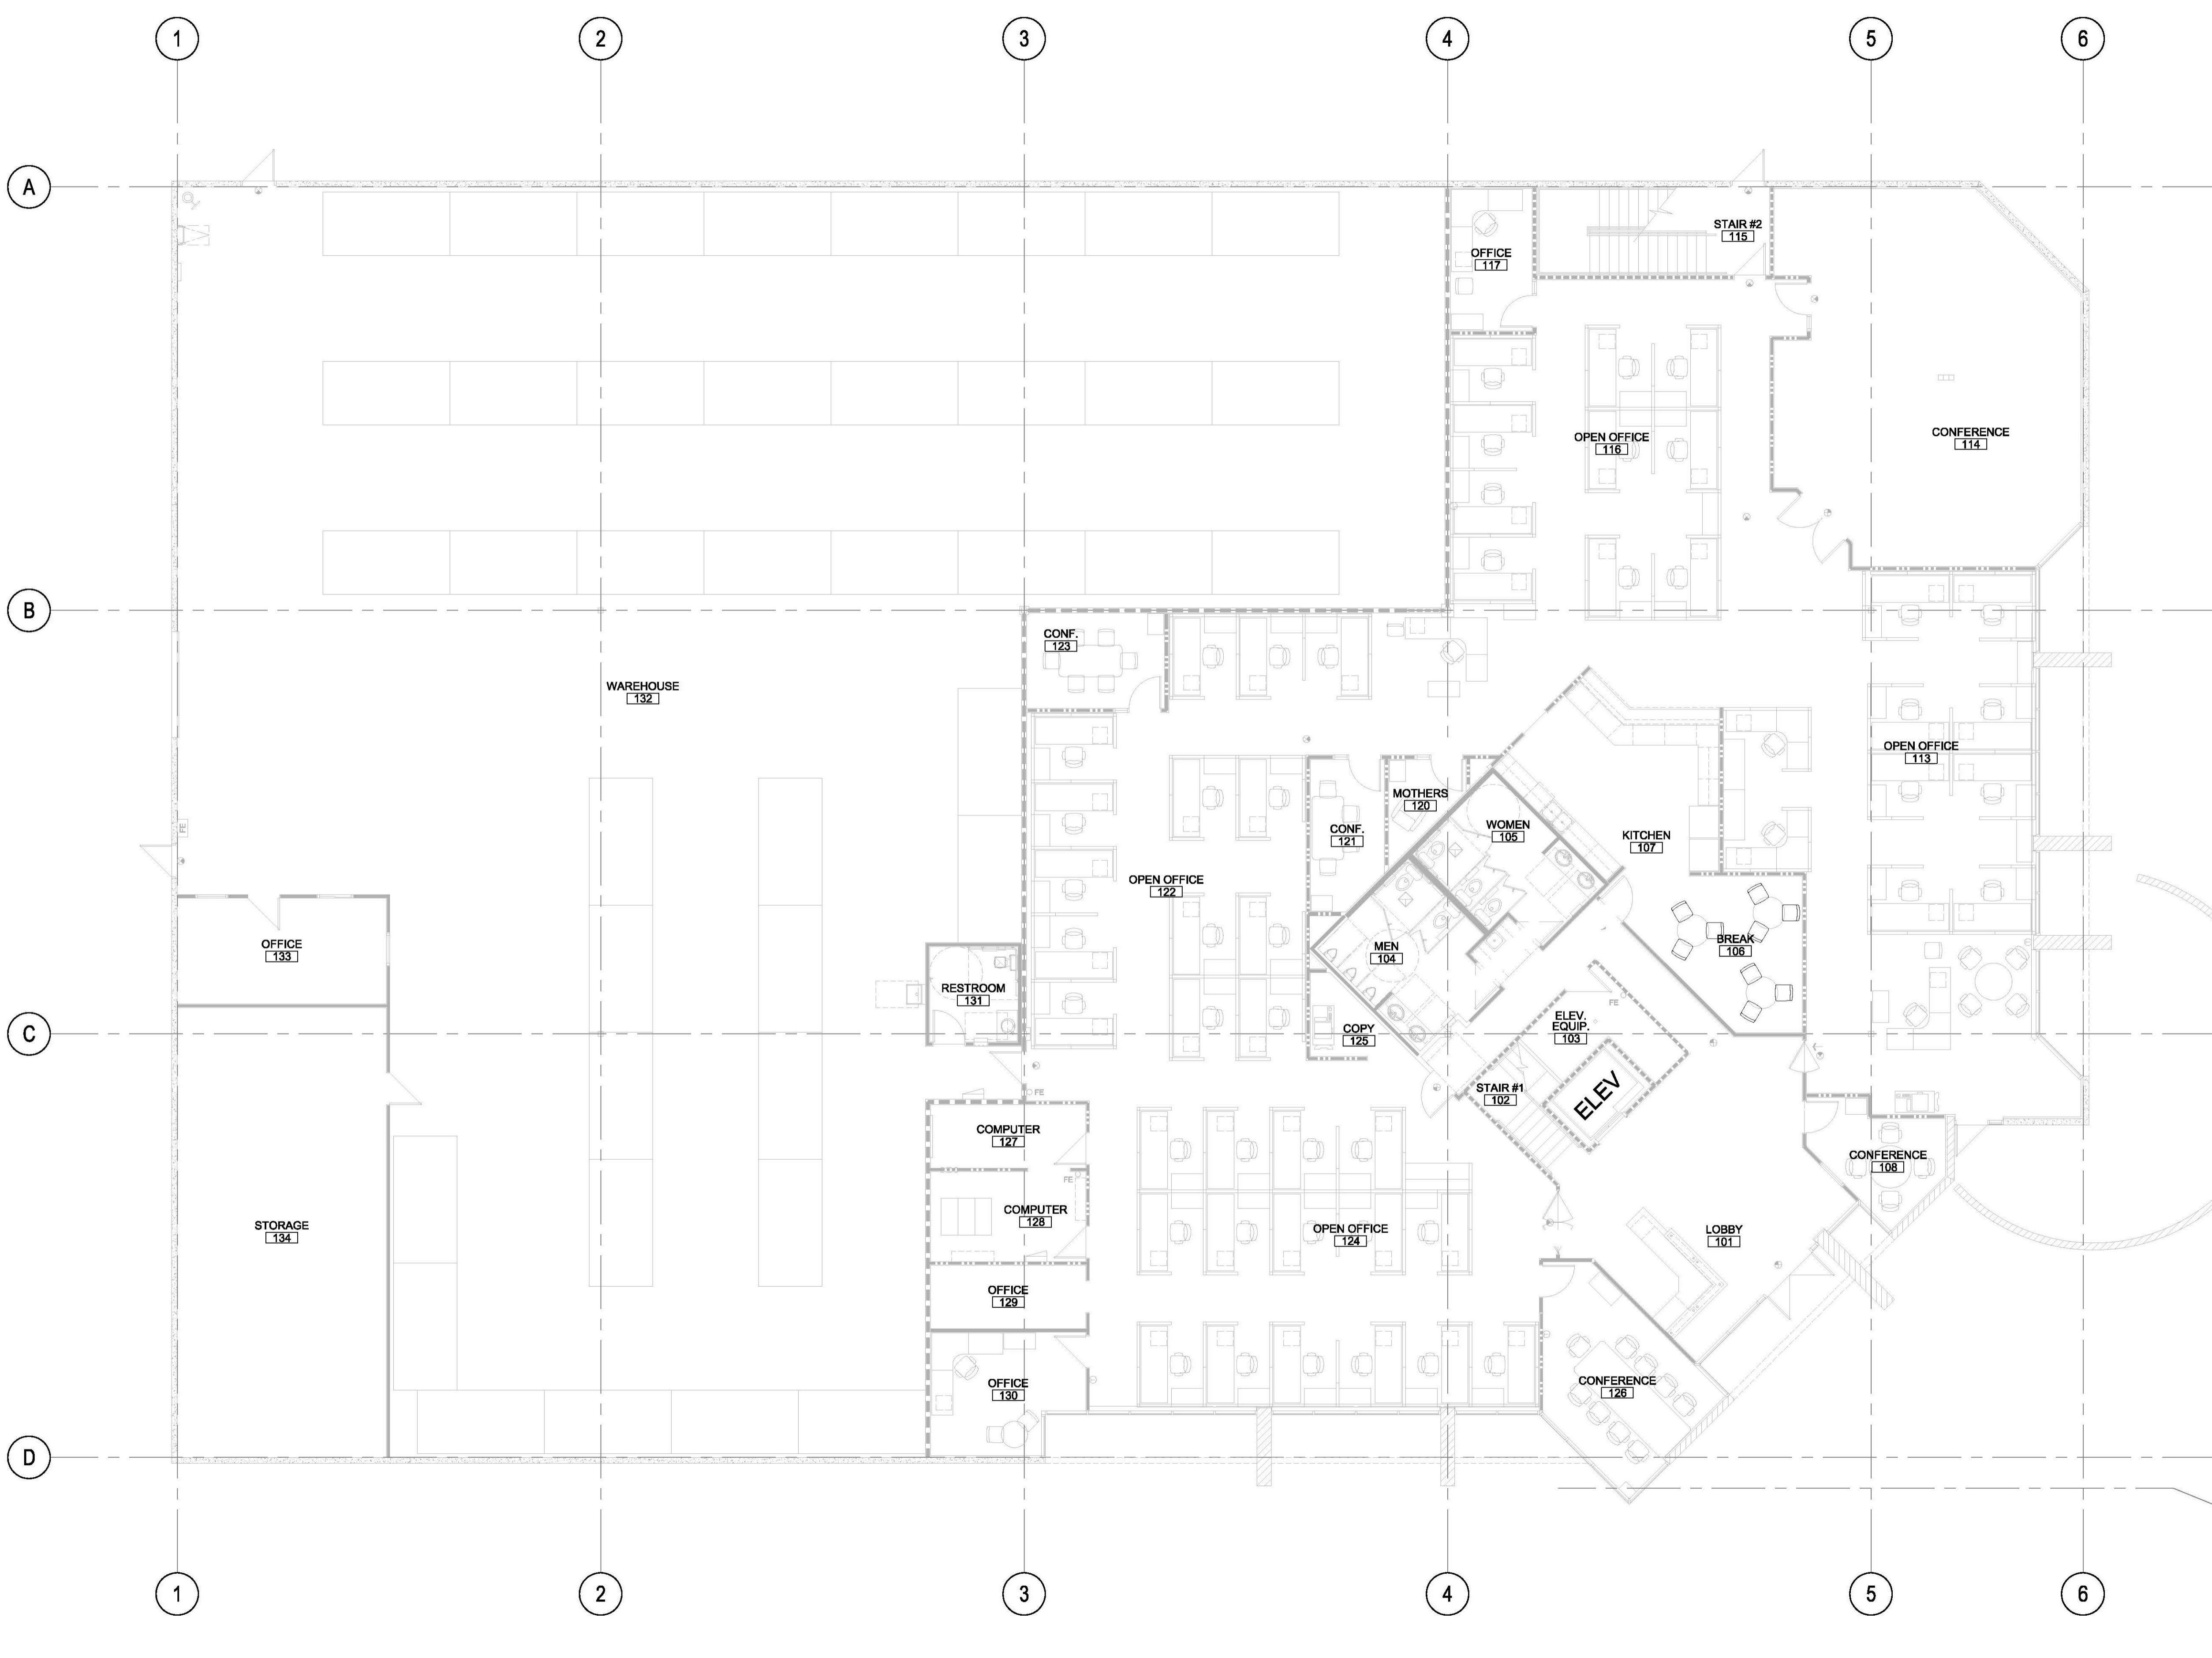 1 2 3 4 5 6
A
STAIR #2
115
OFFICE
117
CONFERENCE
114
OPEN OFFICE
116
B
CONF.
123
WAREHOUSE
132
OPEN OFFICE
113
MOTHERS
120
WOMEN
105
CONF.
121
KITCHEN
107
FE
OPEN OFFICE
122
OFFICE
133
MEN
104
BREAK
106
RESTROOM
131
FE
ELEV.
EQUIP.
103
C
COPY
125
STAIR #1
102
ELEV
FE
COMPUTER
127
CONFERENCE
108
FE
COMPUTER
128
STORAGE
134
OPEN OFFICE
124
LOBBY
101
OFFICE
129
OFFICE
130
CONFERENCE
126
D
1 2 3 4 5 6